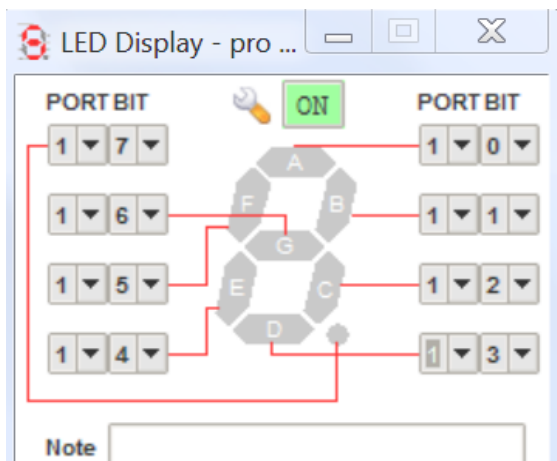 LED Display - pro ...
PORT BIT ON PORT BIT
1 7 A 1 0
1 6 F B 1 1
G
1 5 E C 1 2
1 4 D 1 3
Note